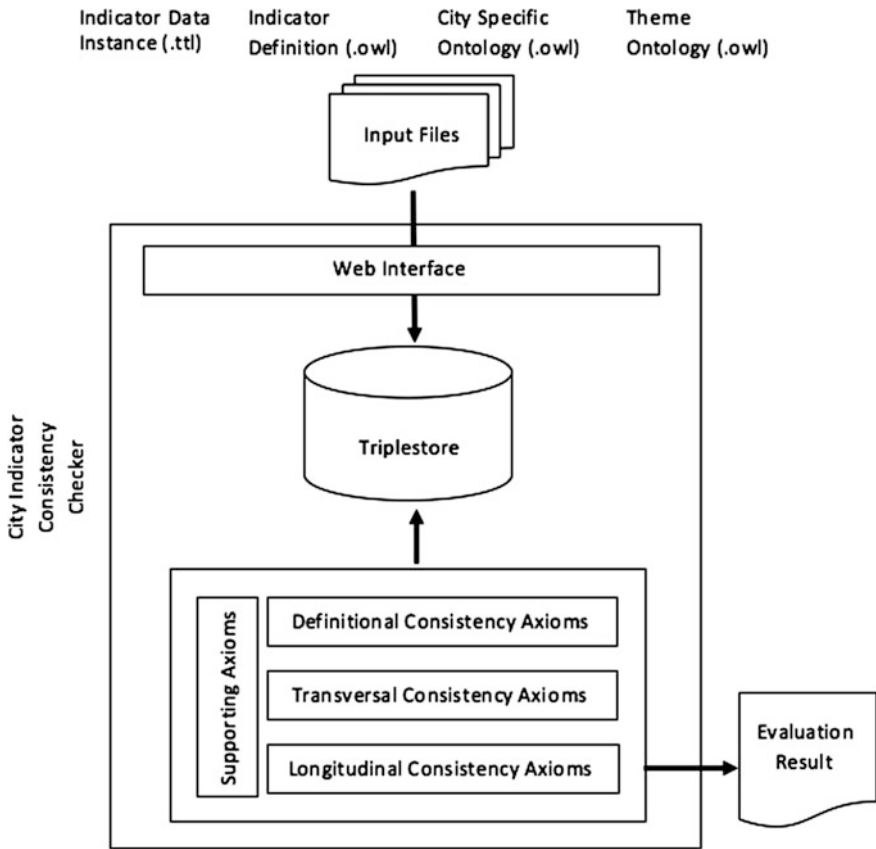 Indicator Data
Instance (.ttl)
Indicator
Definition (.owl)
City Specific
Ontology (.owl)
Theme
Ontology (.owl)
Input Files
Web Interface
Triplestore
City Indicator
Consistency
Checker
Supporting Axioms
Definitional Consistency Axioms
Transversal Consistency Axioms
Longitudinal Consistency Axioms
Evaluation
Result